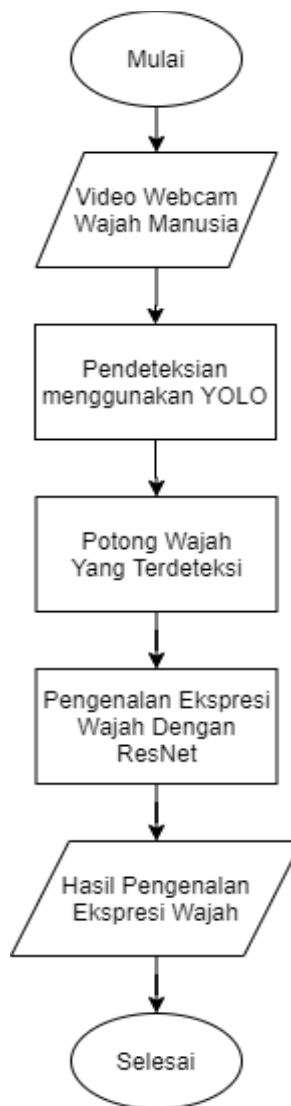 Mulai
Video Webcam
Wajah Manusia
Pendeteksian
menggunakan YOLO
Potong Wajah
Yang Terdeteksi
Pengenalan Ekspresi
Wajah Dengan
ResNet
Hasil Pengenalan
Ekspresi Wajah
Selesai